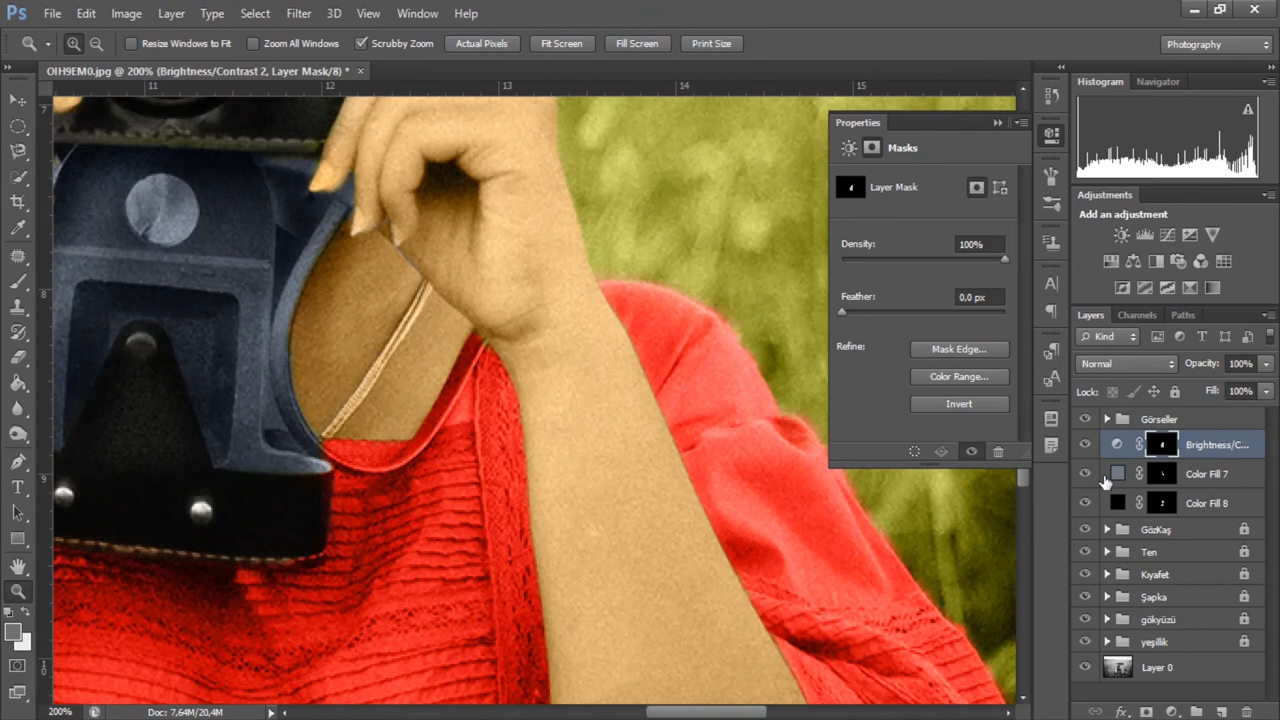 Ps File Edit Image Layer Type Select Filter 3D View Window Help
Resize Windows to Fit Zoom All Windows Scrubby Zoom Actual Pixels Fit Screen Fill Screen Print Size Photography
OIH9EM0.jpg @ 200% (Brightness/Contrast 2, Layer Mask/8) *
11 12 13 14 15
7
8
9
10
Properties
Masks
Layer Mask
Density: 100%
Feather: 0,0 px
Refine: Mask Edge...
Color Range...
Invert
Histogram Navigator
Adjustments
Add an adjustment
Layers Channels Paths
Kind
Normal Opacity: 100%
Lock: Fill: 100%
Görseller
Brightness/C...
Color Fill 7
Color Fill 8
GözKaş
Ten
Kıyafet
Şapka
gökyüzü
yeşillik
Layer 0
200% Doc: 7,64M/20,4M